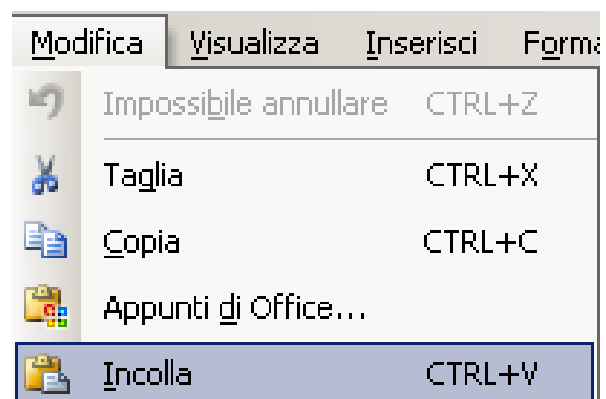 Modifica Visualizza Inserisci Forma
Impossibile annullare CTRL+Z
Taglia CTRL+X
Copia CTRL+C
Appunti di Office...
Incolla CTRL+V